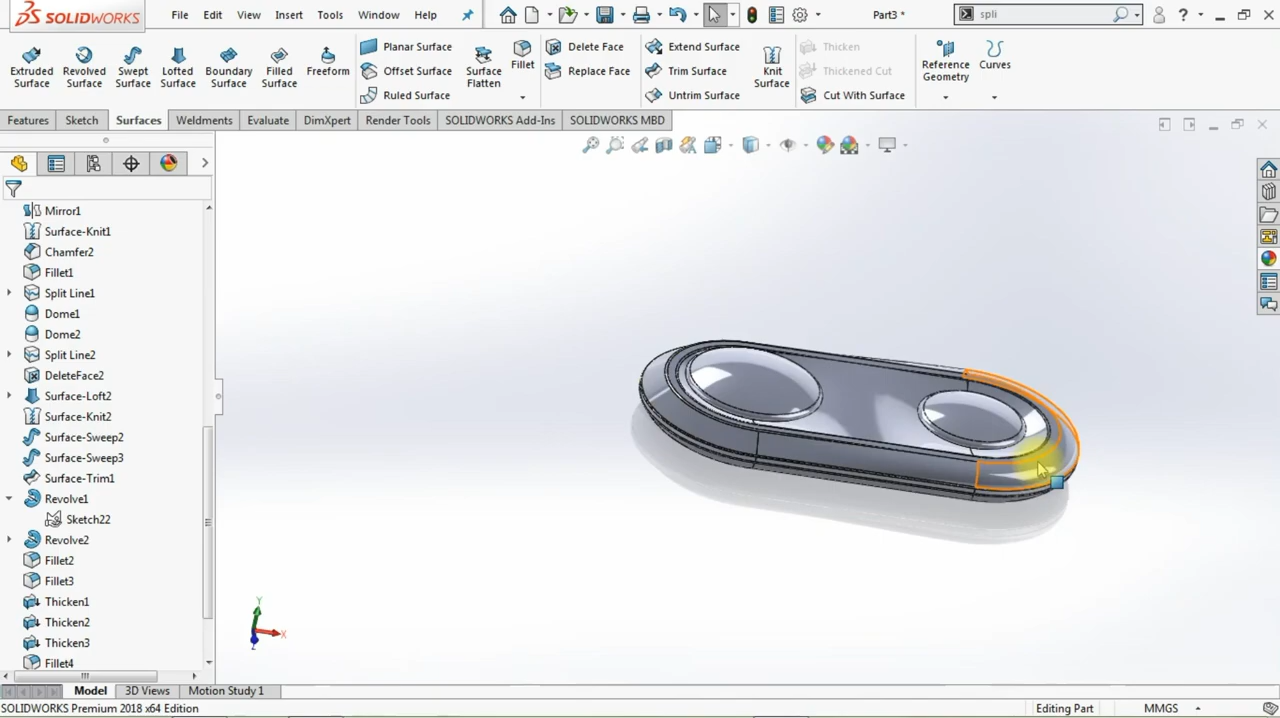 SOLIDWORKS File Edit View Insert Tools Window Help Part3 * spli
Extruded Surface
Revolved Surface
Swept Surface
Lofted Surface
Boundary Surface
Filled Surface
Freeform
Planar Surface
Offset Surface
Ruled Surface
Surface Flatten
Fillet
Delete Face
Replace Face
Extend Surface
Trim Surface
Untrim Surface
Knit Surface
Thicken
Thickened Cut
Cut With Surface
Reference Geometry
Curves
Features Sketch Surfaces Weldments Evaluate DimXpert Render Tools SOLIDWORKS Add-Ins SOLIDWORKS MBD
Mirror1
Surface-Knit1
Chamfer2
Fillet1
Split Line1
Dome1
Dome2
Split Line2
DeleteFace2
Surface-Loft2
Surface-Knit2
Surface-Sweep2
Surface-Sweep3
Surface-Trim1
Revolve1
Sketch22
Revolve2
Fillet2
Fillet3
Thicken1
Thicken2
Thicken3
Fillet4
Y
X
Z
Model 3D Views Motion Study 1
SOLIDWORKS Premium 2018 x64 Edition Editing Part MMGS